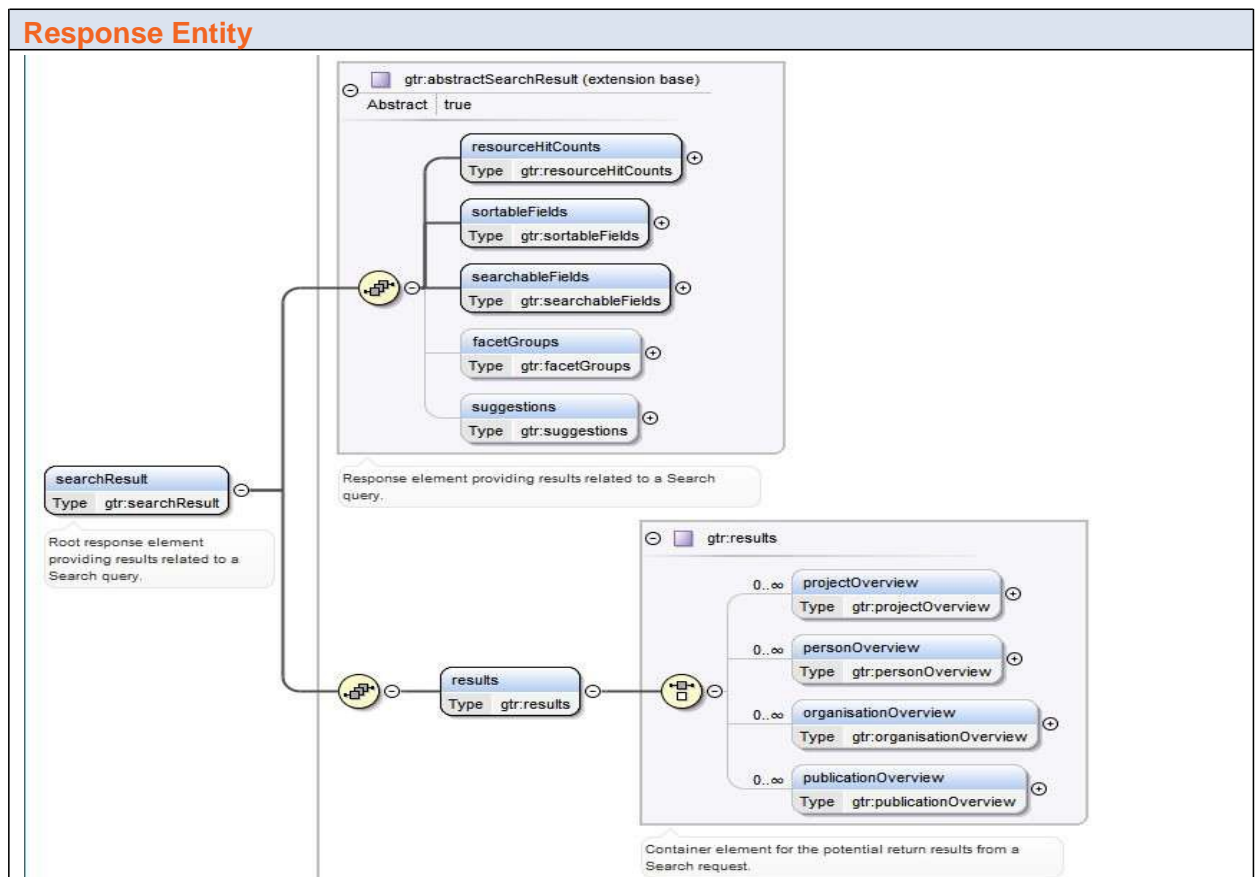 Response Entity
gtr:abstractSearchResult (extension base)
Abstract true
resourceHitCounts
Type gtr:resourceHitCounts
sortableFields
Type gtr:sortableFields
searchableFields
Type gtr:searchableFields
facetGroups
Type gtr:facetGroups
suggestions
Type gtr:suggestions
Response element providing results related to a Search
query.
searchResult
Type gtr:searchResult
Root response element
providing results related to a
Search query.
gtr:results
0..∞ projectOverview
Type gtr:projectOverview
0..∞ personOverview
Type gtr:personOverview
results
Type gtr:results
0..∞ organisationOverview
Type gtr:organisationOverview
0..∞ publicationOverview
Type gtr:publicationOverview
Container element for the potential return results from a
Search request.